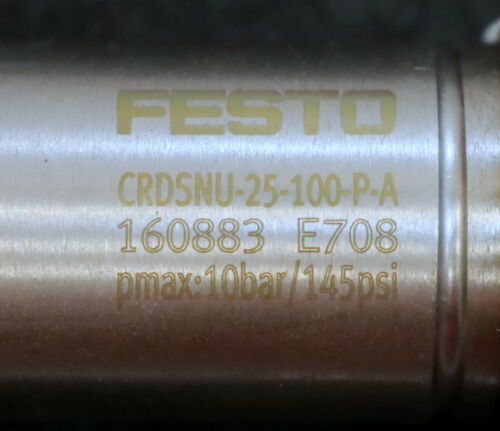 FESTO
CRDSNU-25-100-P-A
160883 E708
pmax:10bar/145psi